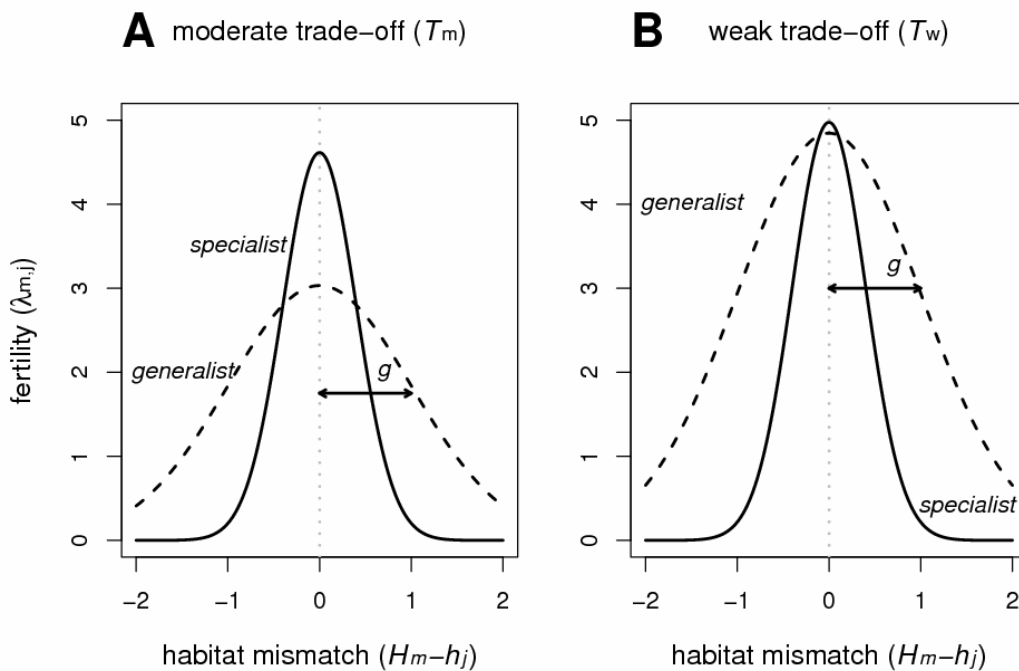 A moderate trade−off (Tm)
fertility (λm,j)
5
4
3
2
1
0
specialist
generalist
g
−2 −1 0 1 2
habitat mismatch (Hm−hj)
B weak trade−off (Tw)
5
4
3
2
1
0
generalist
g
specialist
−2 −1 0 1 2
habitat mismatch (Hm−hj)